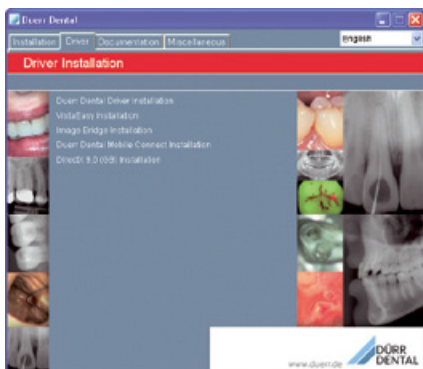 Duerr Dental
Installation Driver Documentation Miscellaneous English
Driver Installation
Duerr Dental Driver Installation
VistaEasy Installation
Image Bridge Installation
Duerr Dental Mobile Connect Installation
DirectX 9.0 (GB) Installation
www.duerr.de
DÜRR
DENTAL